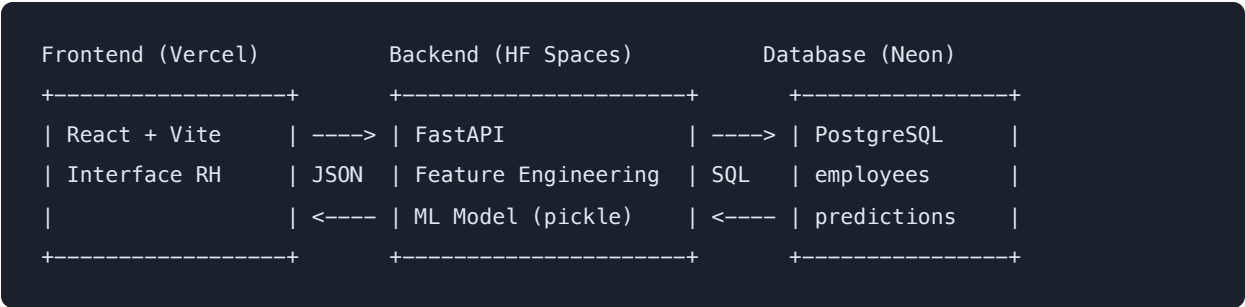 Frontend (Vercel)          Backend (HF Spaces)          Database (Neon)
+------------------+       +----------------------+       +---------------+
| React + Vite     | ----> | FastAPI              | ----> | PostgreSQL    |
| Interface RH     | JSON  | Feature Engineering  | SQL   | employees     |
|                  | <---- | ML Model (pickle)    | <---- | predictions   |
+------------------+       +----------------------+       +---------------+